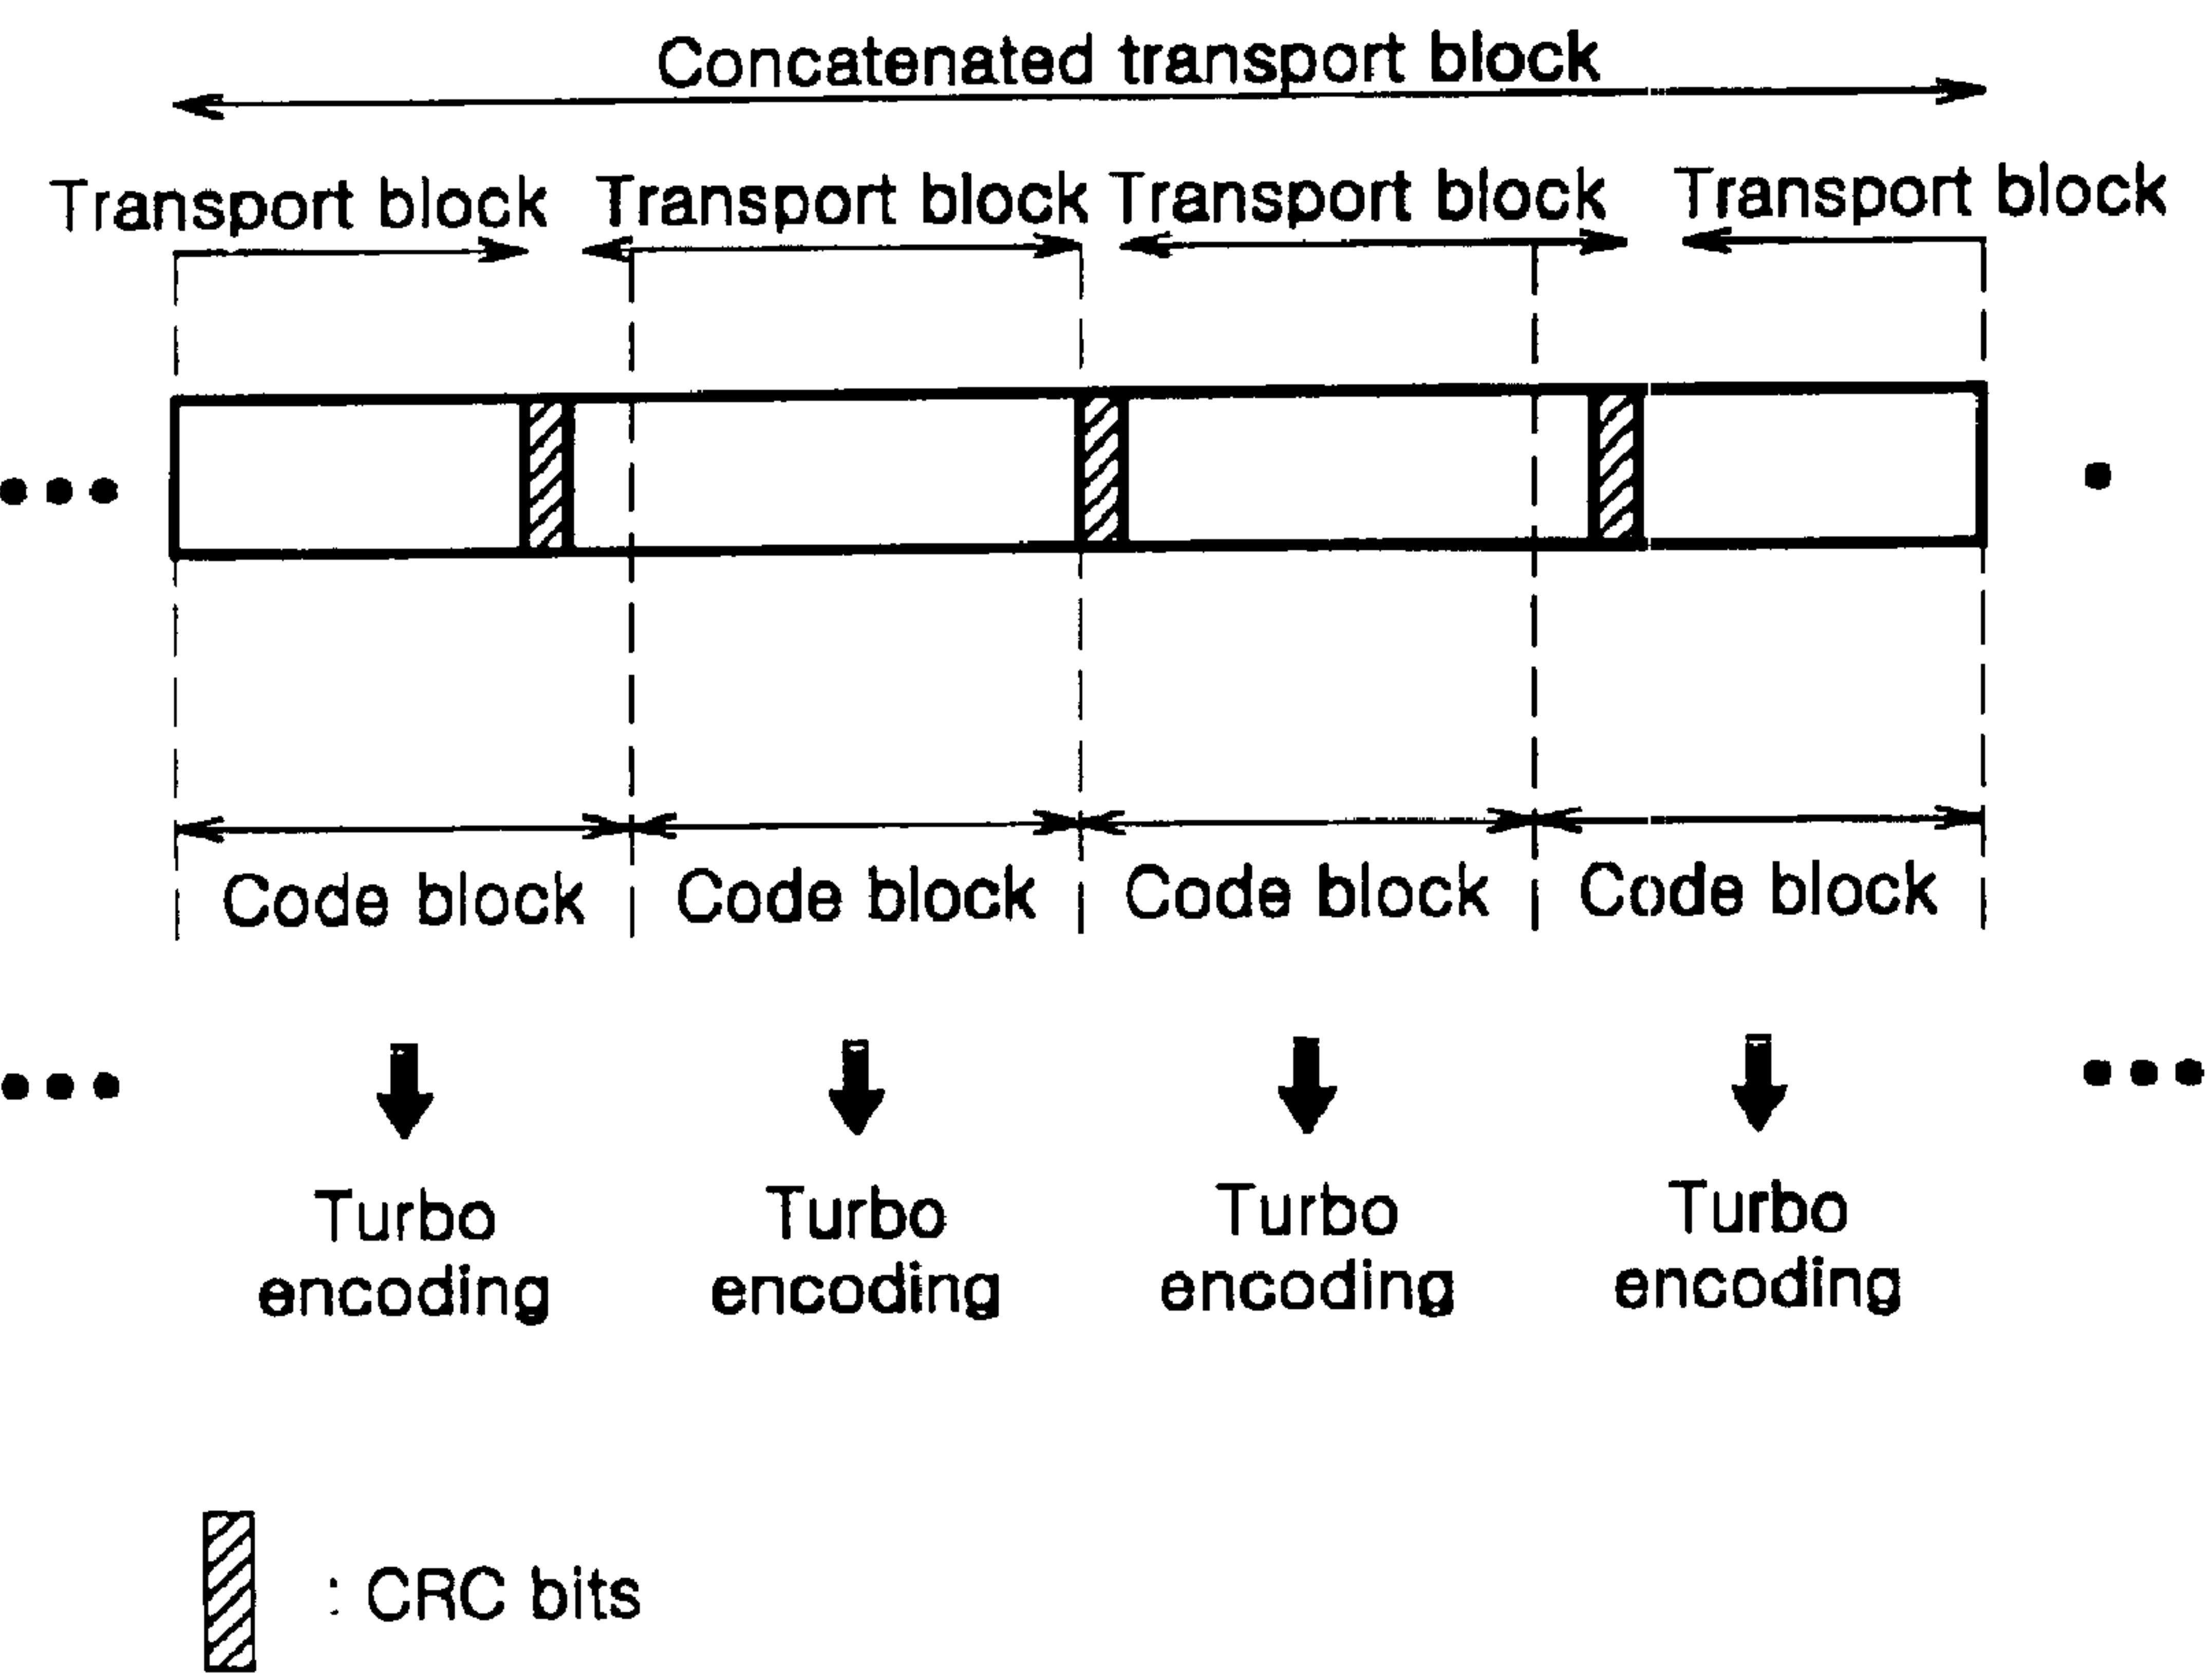 Concatenated transport block
Transport block Transport block Transport block Transport block
Code block Code block Code block Code block
Turbo Turbo Turbo Turbo
encoding encoding encoding encoding
: CRC bits